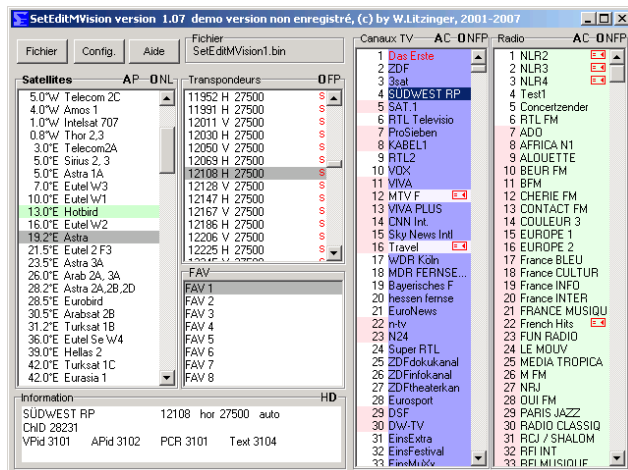 SetEditMVision version 1.07 demo version non enregistré, (c) by W.Litzinger, 2001-2007
Fichier
Config.
Aide
Fichier
SetEditMVision1.bin
Satellites AP ONL
5.0°W Telecom 2C
4.0°W Amos 1
1.0°W Intelsat 707
0.8°W Thor 2,3
3.0°E Telecom2A
5.0°E Sirius 2, 3
5.0°E Astra 1A
7.0°E Eutel W3
10.0°E Eutel W1
13.0°E Hotbird
16.0°E Eutel W2
19.2°E Astra
21.5°E Eutel 2 F3
23.5°E Astra 3A
26.0°E Arab 2A, 3A
28.2°E Astra 2A,2B,2D
28.5°E Eurobird
30.5°E Arabsat 2B
31.2°E Turksat 1B
36.0°E Eutel Se W4
39.0°E Hellas 2
42.0°E Turksat 1C
42.0°E Eurasia 1
Transpondeurs OFP
11952 H 27500 S
11991 H 27500 S
12011 V 27500 S
12030 H 27500 S
12050 V 27500 S
12069 H 27500 S
12108 H 27500 S
12128 V 27500 S
12147 H 27500 S
12167 V 27500 S
12186 H 27500 S
12206 V 27500 S
12225 H 27500 S
FAV
FAV 1
FAV 2
FAV 3
FAV 4
FAV 5
FAV 6
FAV 7
FAV 8
Information HD
SÜDWEST RP 12108 hor 27500 auto
ChID 28231
VPid 3101 APid 3102 PCR 3101 Text 3104
Canaux TV AC ONFP
1 Das Erste
2 ZDF
3 3sat
4 SÜDWEST RP
5 SAT.1
6 RTL Televisio
7 ProSieben
8 KABEL1
9 RTL2
10 VOX
11 VIVA
12 MTV F
13 VIVA PLUS
14 CNN Int.
15 Sky News Intl
16 Travel
17 WDR Köln
18 MDR FERNSE...
19 Bayerisches F
20 hessen fernse
21 EuroNews
22 n-tv
23 N24
24 Super RTL
25 ZDFdokukanal
26 ZDFinfokanal
27 ZDFtheaterkan
28 Eurosport
29 DSF
30 DW-TV
31 EinsExtra
32 EinsFestival
33 EinsMuXx
Radio AC ONFP
1 NLR2
2 NLR3
3 NLR4
4 Test1
5 Concertzender
6 RTL FM
7 ADO
8 AFRICA N1
9 ALOUETTE
10 BEUR FM
11 BFM
12 CHERIE FM
13 CONTACT FM
14 COULEUR 3
15 EUROPE 1
16 EUROPE 2
17 France BLEU
18 France CULTUR
19 France INFO
20 France INTER
21 FRANCE MUSIQU
22 French Hits
23 FUN RADIO
24 LE MOUV
25 MEDIA TROPICA
26 M FM
27 NRJ
28 OUI FM
29 PARIS JAZZ
30 RADIO CLASSIQ
31 RCJ / SHALOM
32 RFI INT
33 RFI MUSIQUE